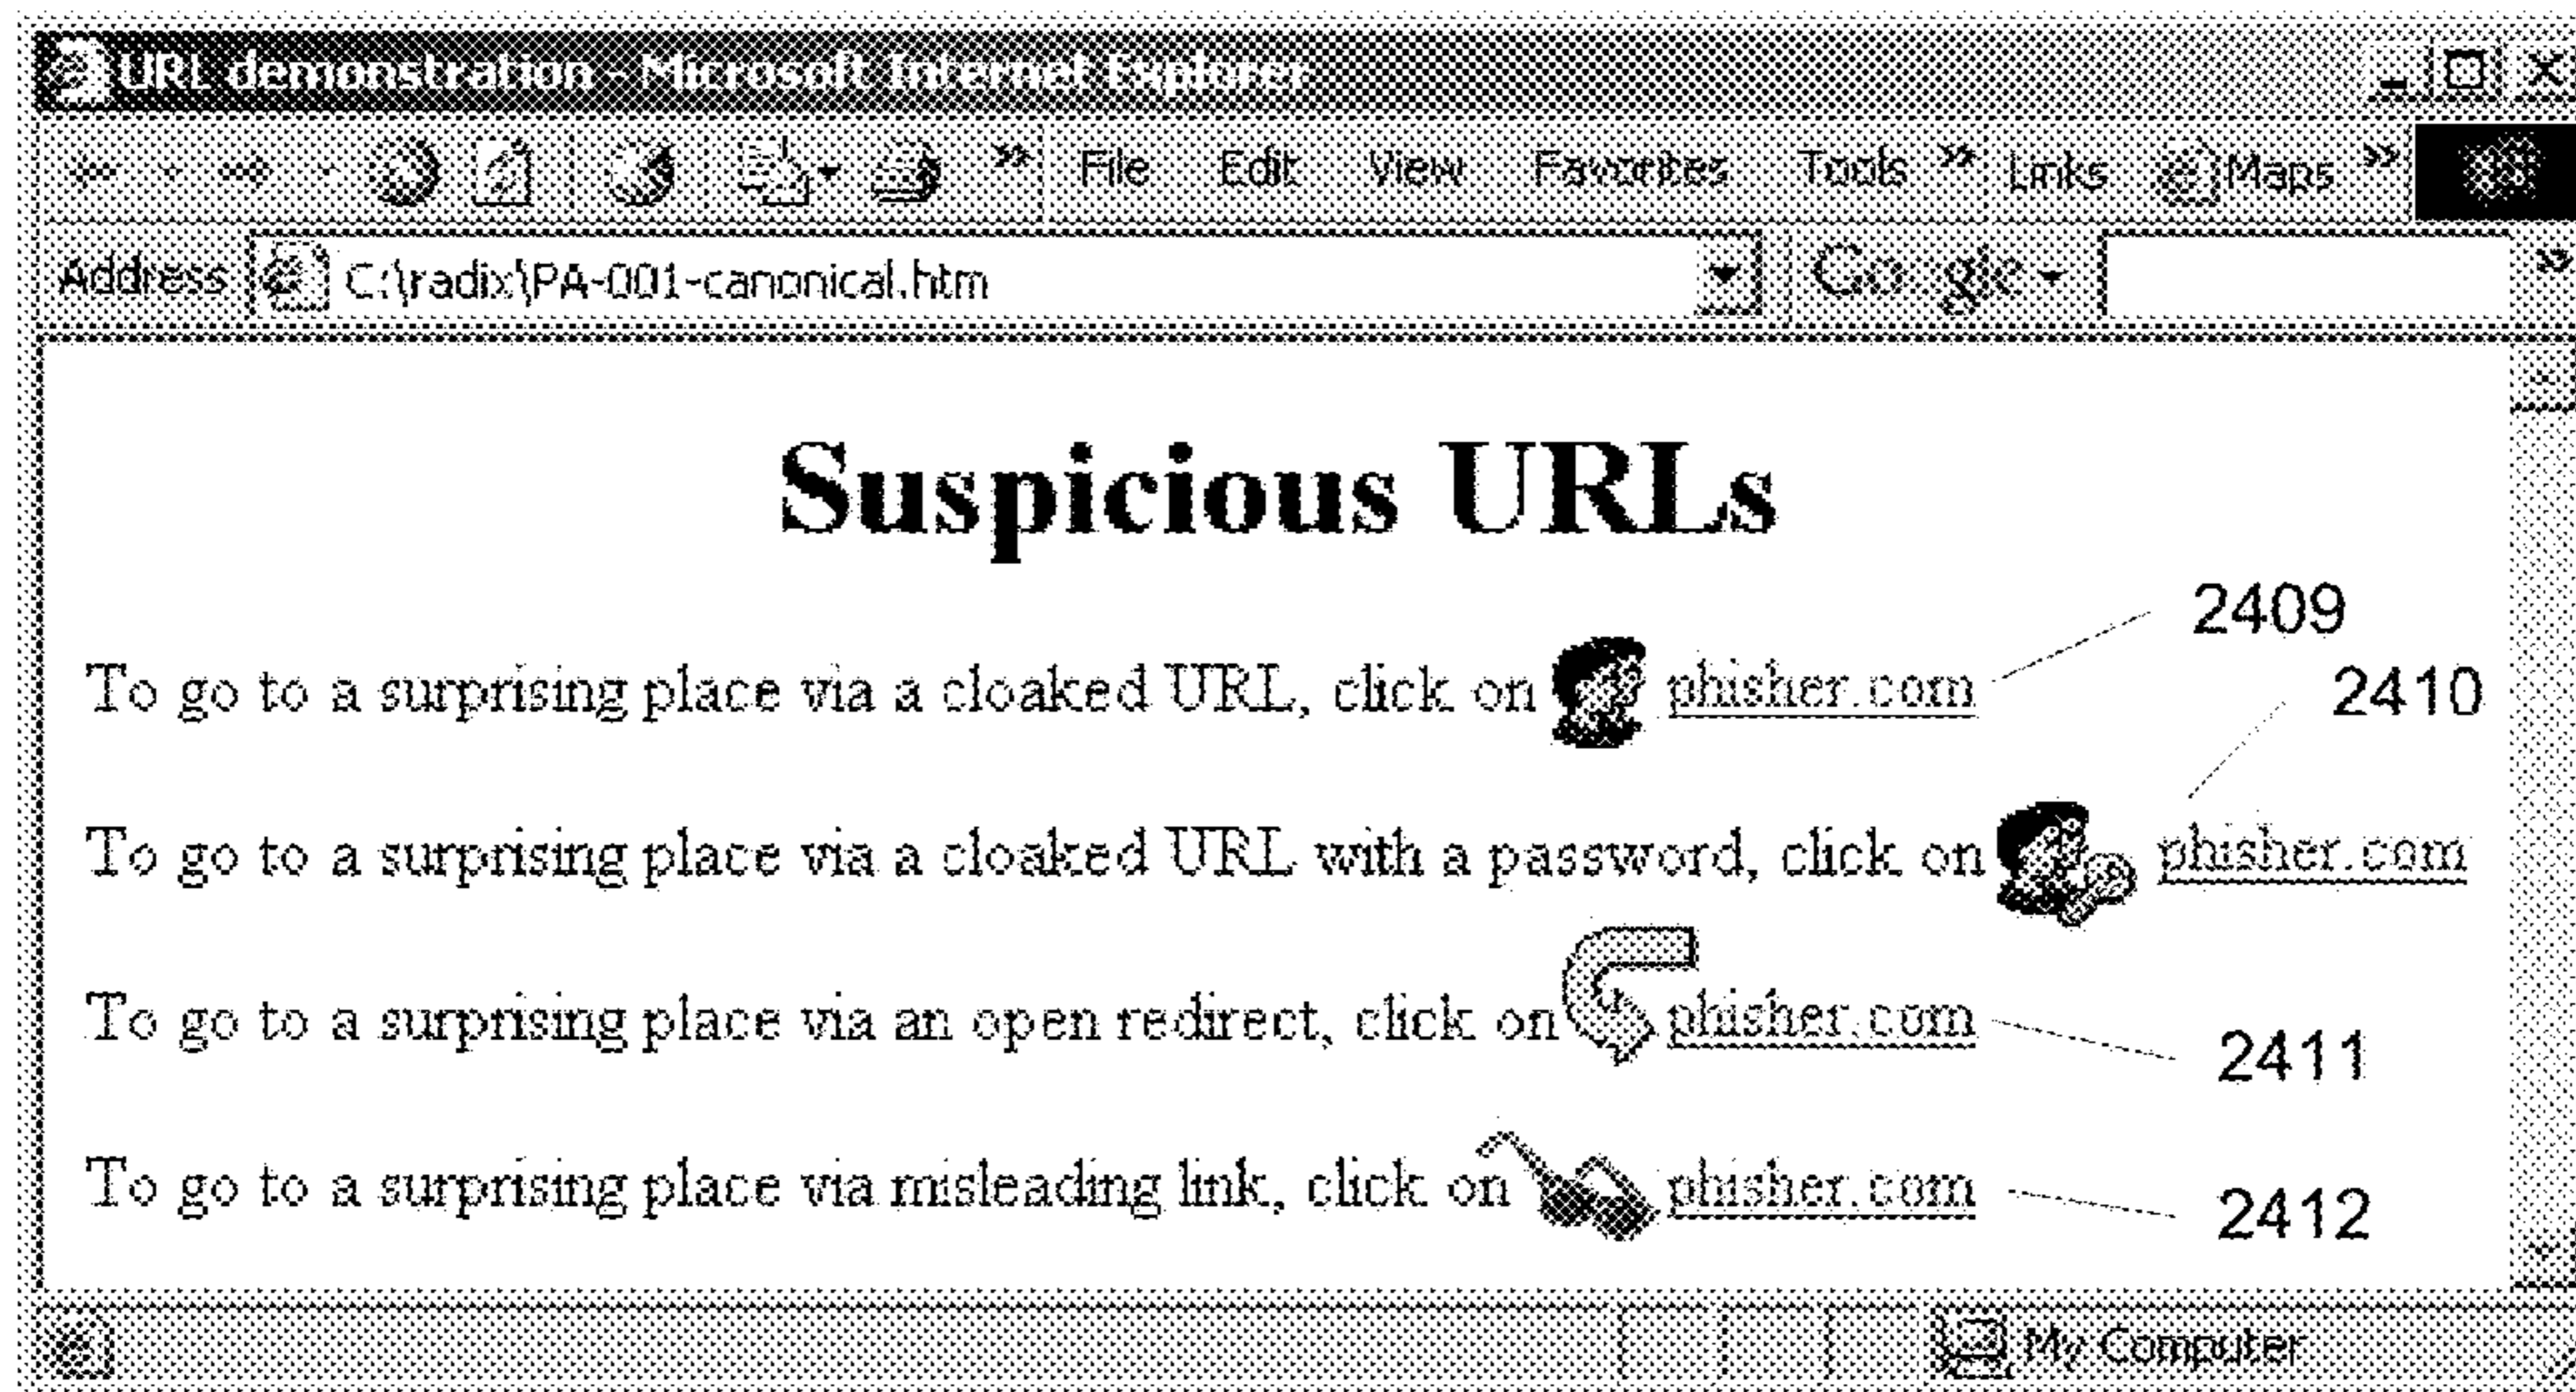 URL demonstration - Microsoft Internet Explorer
» File Edit View Favorites Tools » Links Maps »
Address C:\radix\PA-001-canonical.htm Google »
Suspicious URLs
2409
To go to a surprising place via a cloaked URL, click on phisher.com
2410
To go to a surprising place via a cloaked URL with a password, click on phisher.com
To go to a surprising place via an open redirect, click on phisher.com
2411
To go to a surprising place via misleading link, click on phisher.com
2412
My Computer